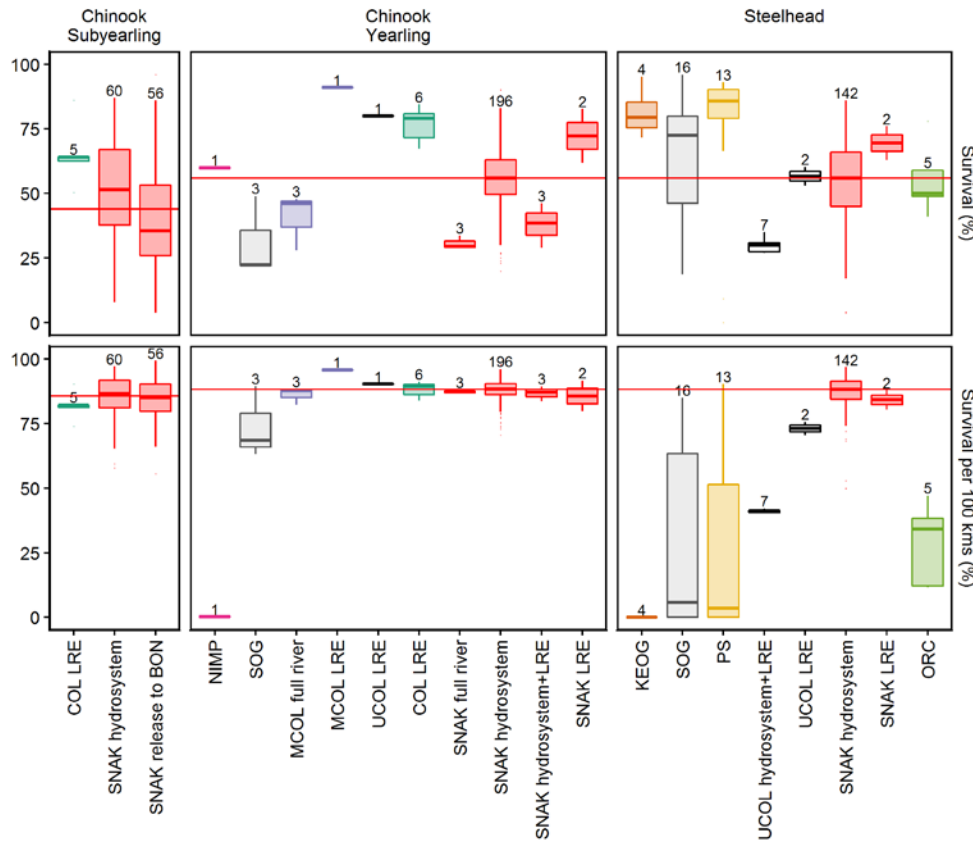 Chinook
Subyearling
Chinook
Yearling
Steelhead
100
75
50
25
0
5
60
56
1
3
3
1
1
6
3
196
3
2
4
16
13
7
2
142
2
5
Survival (%)
100
75
50
25
0
5
60
56
1
3
3
1
1
6
3
196
3
2
4
16
13
7
2
142
2
5
Survival per 100 kms (%)
COL LRE
SNAK hydrosystem
SNAK release to BON
NIMP
SOG
MCOL full river
MCOL LRE
UCOL LRE
COL LRE
SNAK full river
SNAK hydrosystem
SNAK hydrosystem+LRE
SNAK LRE
KEOG
SOG
PS
UCOL hydrosystem+LRE
UCOL LRE
SNAK hydrosystem
SNAK LRE
ORC